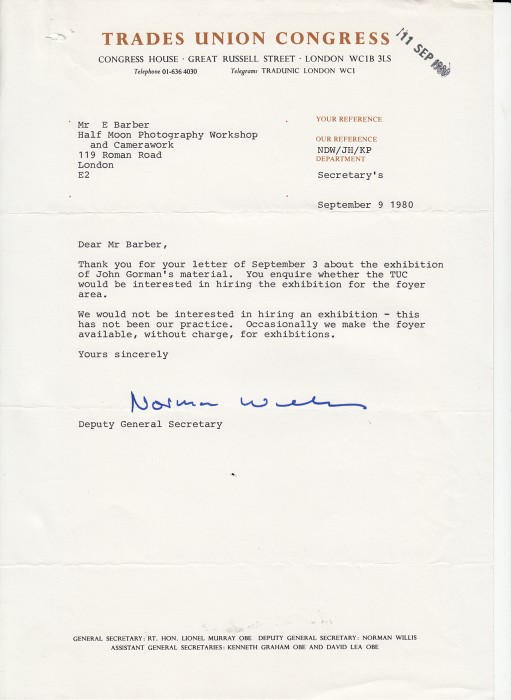 TRADES UNION CONGRESS
11 SEP 1980
CONGRESS HOUSE · GREAT RUSSELL STREET · LONDON WC1B 3LS
Telephone 01-636 4030 Telegrams TRADUNIC LONDON WC1
YOUR REFERENCE
Mr E Barber
Half Moon Photography Workshop
and Camerawork
119 Roman Road
London
E2
OUR REFERENCE
NDW/JH/KP
DEPARTMENT
Secretary's
September 9 1980
Dear Mr Barber,
Thank you for your letter of September 3 about the exhibition
of John Gorman's material. You enquire whether the TUC
would be interested in hiring the exhibition for the foyer
area.
We would not be interested in hiring an exhibition - this
has not been our practice. Occasionally we make the foyer
available, without charge, for exhibitions.
Yours sincerely
Norman Willis
Deputy General Secretary
GENERAL SECRETARY: RT. HON. LIONEL MURRAY OBE DEPUTY GENERAL SECRETARY: NORMAN WILLIS
ASSISTANT GENERAL SECRETARIES: KENNETH GRAHAM OBE AND DAVID LEA OBE